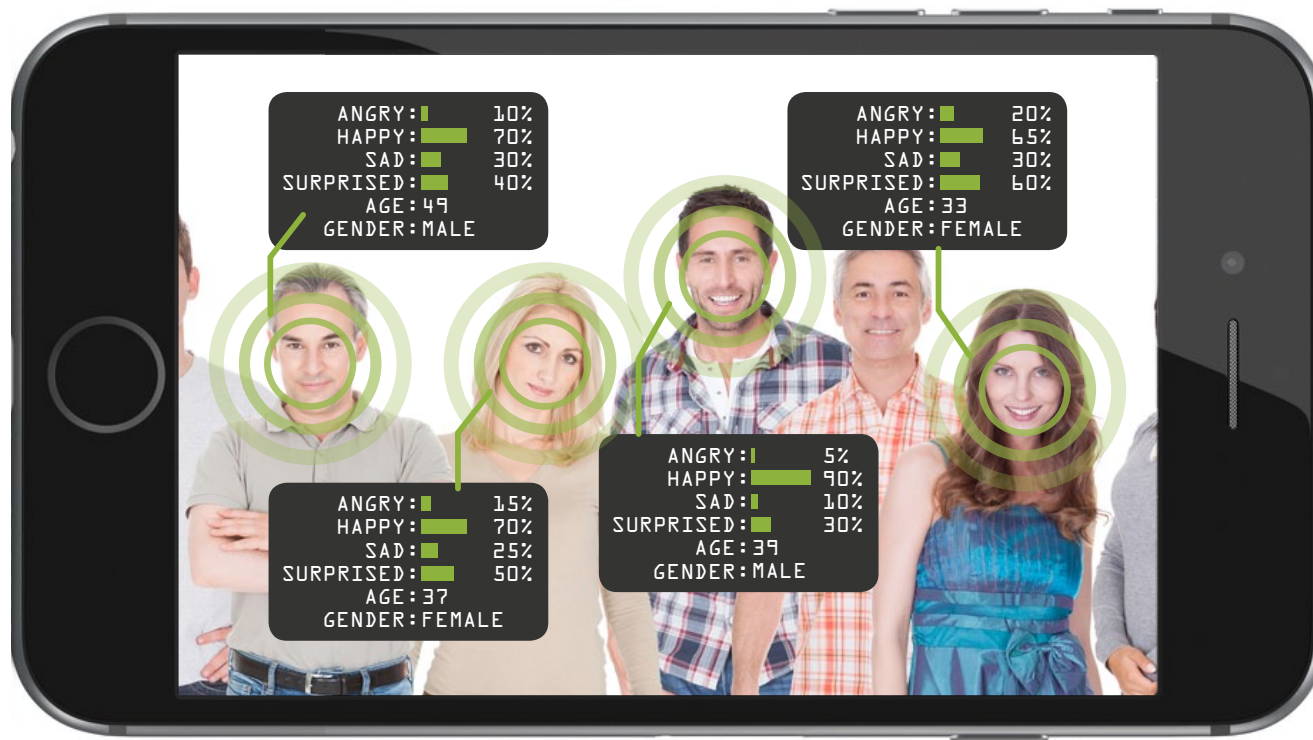 ANGRY: 10%
HAPPY: 70%
SAD: 30%
SURPRISED: 40%
AGE: 49
GENDER: MALE
ANGRY: 20%
HAPPY: 65%
SAD: 30%
SURPRISED: 60%
AGE: 33
GENDER: FEMALE
ANGRY: 15%
HAPPY: 70%
SAD: 25%
SURPRISED: 50%
AGE: 37
GENDER: FEMALE
ANGRY: 5%
HAPPY: 90%
SAD: 10%
SURPRISED: 30%
AGE: 39
GENDER: MALE